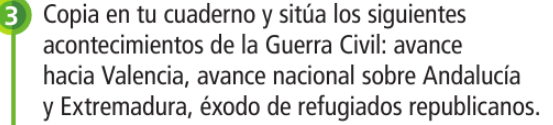 3 Copia en tu cuaderno y sitúa los siguientes
acontecimientos de la Guerra Civil: avance
hacia Valencia, avance nacional sobre Andalucía
y Extremadura, éxodo de refugiados republicanos.